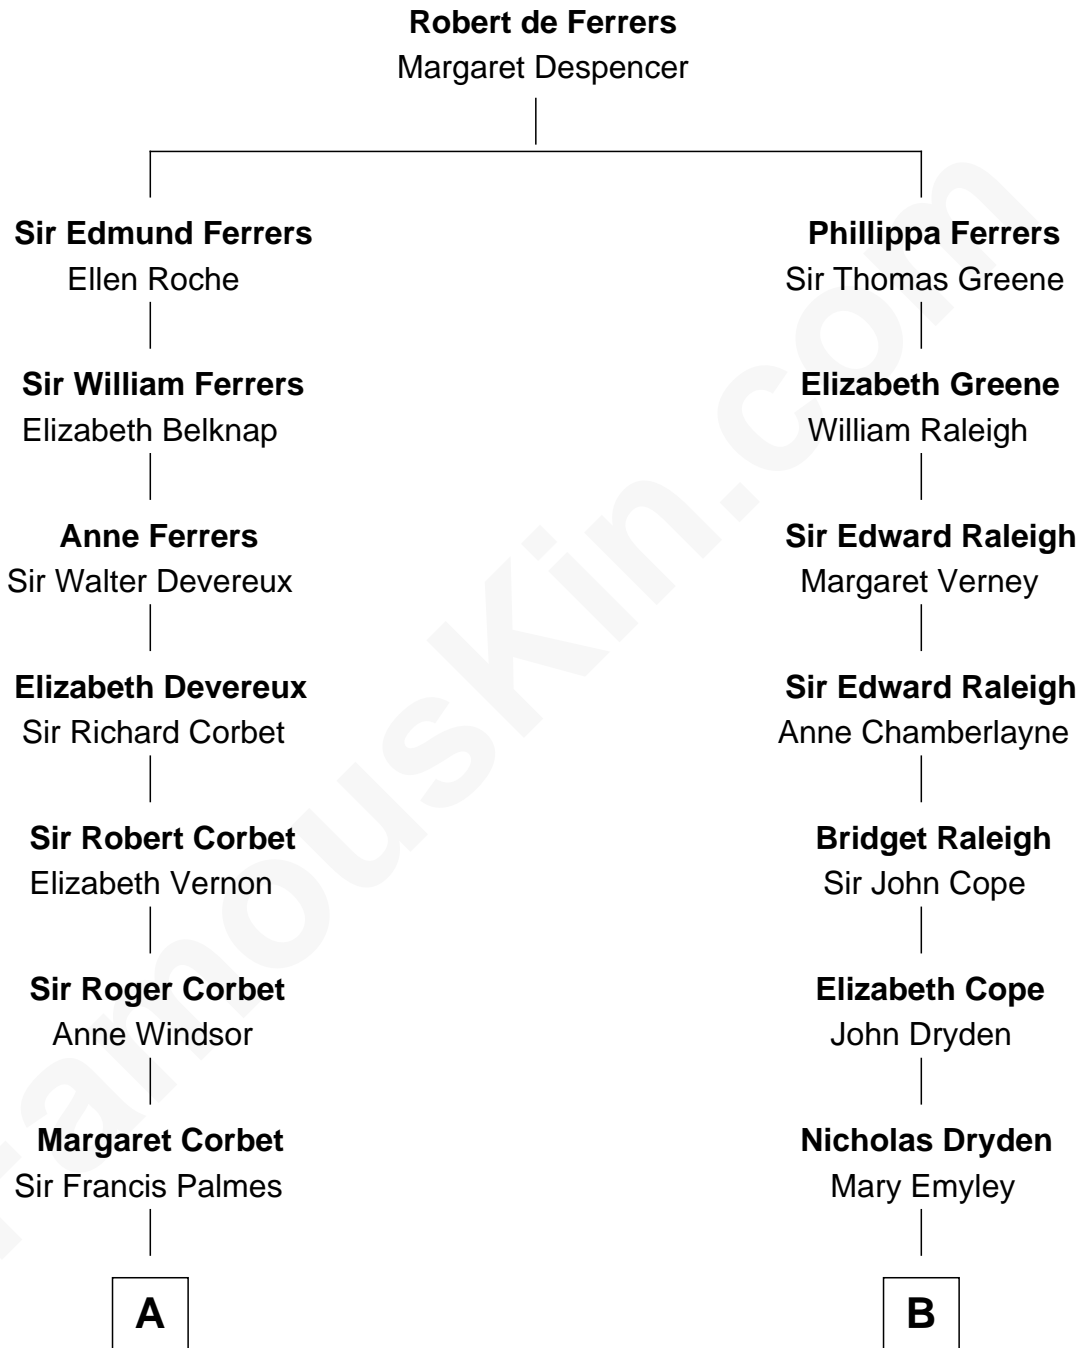 Robert de Ferrers
Margaret Despencer
Sir Edmund Ferrers
Ellen Roche
Phillippa Ferrers
Sir Thomas Greene
Sir William Ferrers
Elizabeth Belknap
Elizabeth Greene
William Raleigh
Anne Ferrers
Sir Walter Devereux
Sir Edward Raleigh
Margaret Verney
Elizabeth Devereux
Sir Richard Corbet
Sir Edward Raleigh
Anne Chamberlayne
Sir Robert Corbet
Elizabeth Vernon
Bridget Raleigh
Sir John Cope
Sir Roger Corbet
Anne Windsor
Elizabeth Cope
John Dryden
Margaret Corbet
Sir Francis Palmes
Nicholas Dryden
Mary Emyley
A
B
FamousKin.com